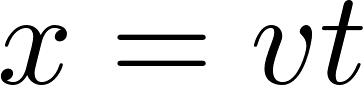 x = vt